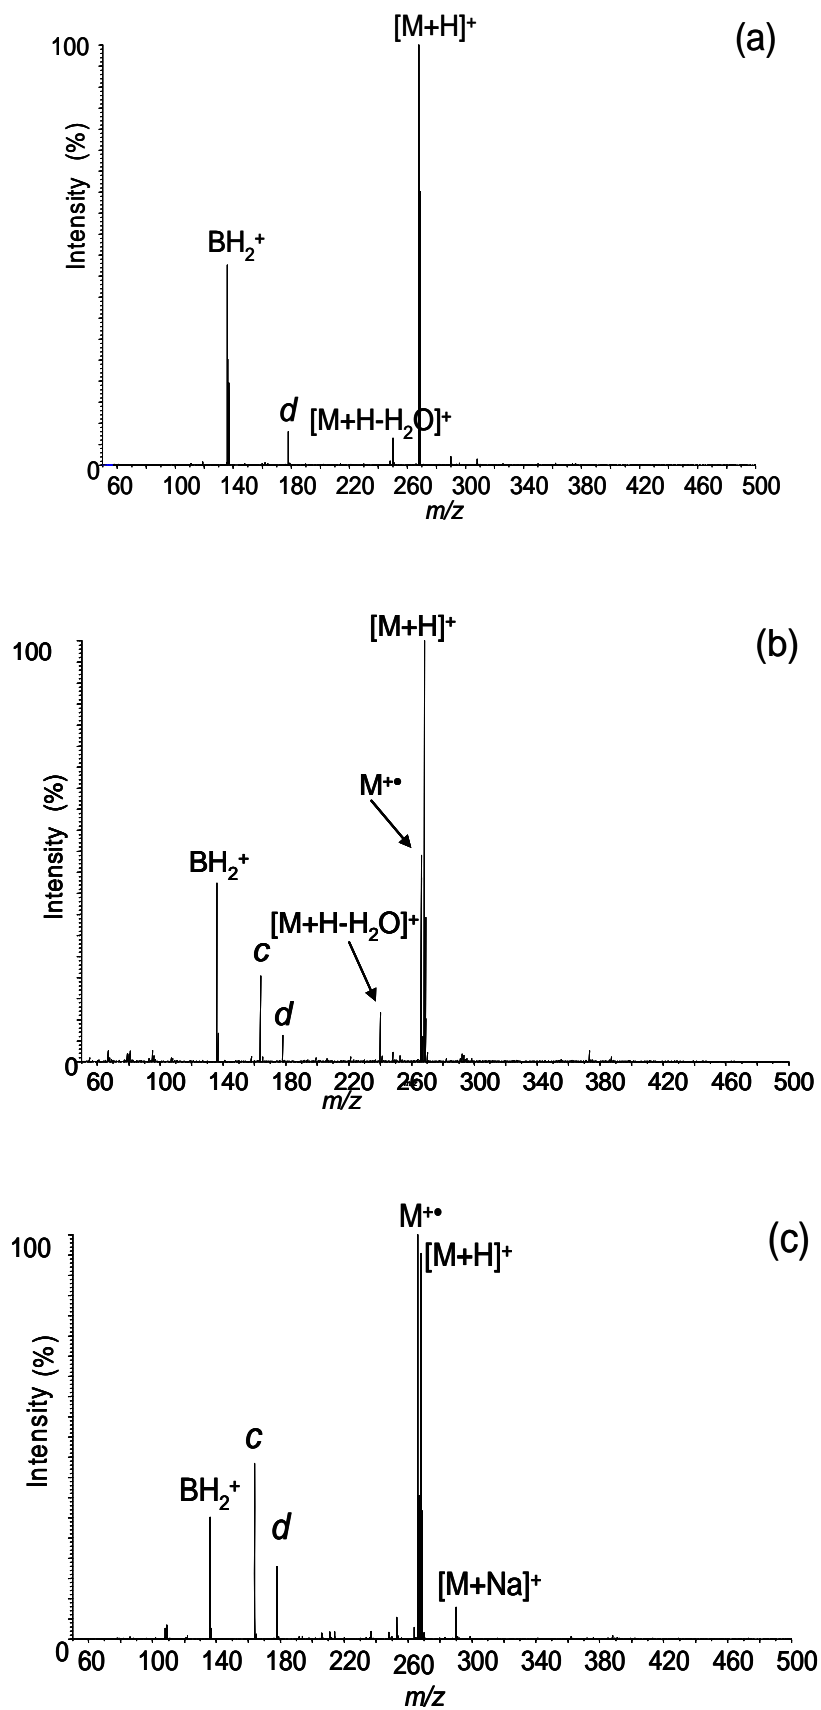 [M+H]⁺
(a)
100
Intensity (%)
BH₂⁺
d [M+H-H₂O]⁺
0
60 100 140 180 220 260 300 340 380 420 460 500
m/z
[M+H]⁺
(b)
100
M⁺•
Intensity (%)
BH₂⁺
[M+H-H₂O]⁺
c
d
0
60 100 140 180 220 260 300 340 380 420 460 500
m/z
M⁺•
(c)
100
[M+H]⁺
Intensity (%)
c
BH₂⁺
d
[M+Na]⁺
0
60 100 140 180 220 260 300 340 380 420 460 500
m/z